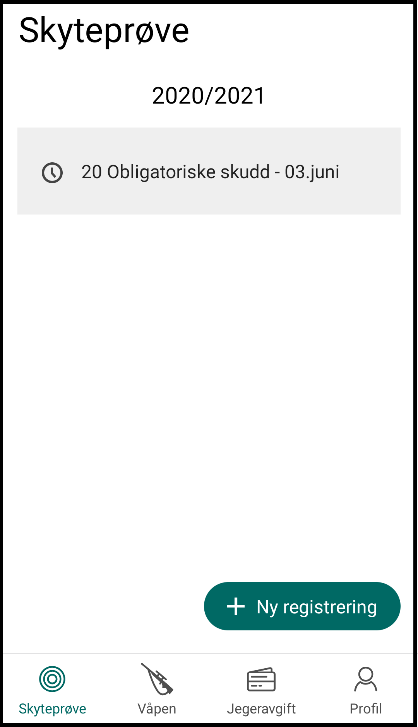 Skyteprøve
2020/2021
20 Obligatoriske skudd - 03.juni
+ Ny registrering
Skyteprøve
Våpen
Jegeravgift
Profil